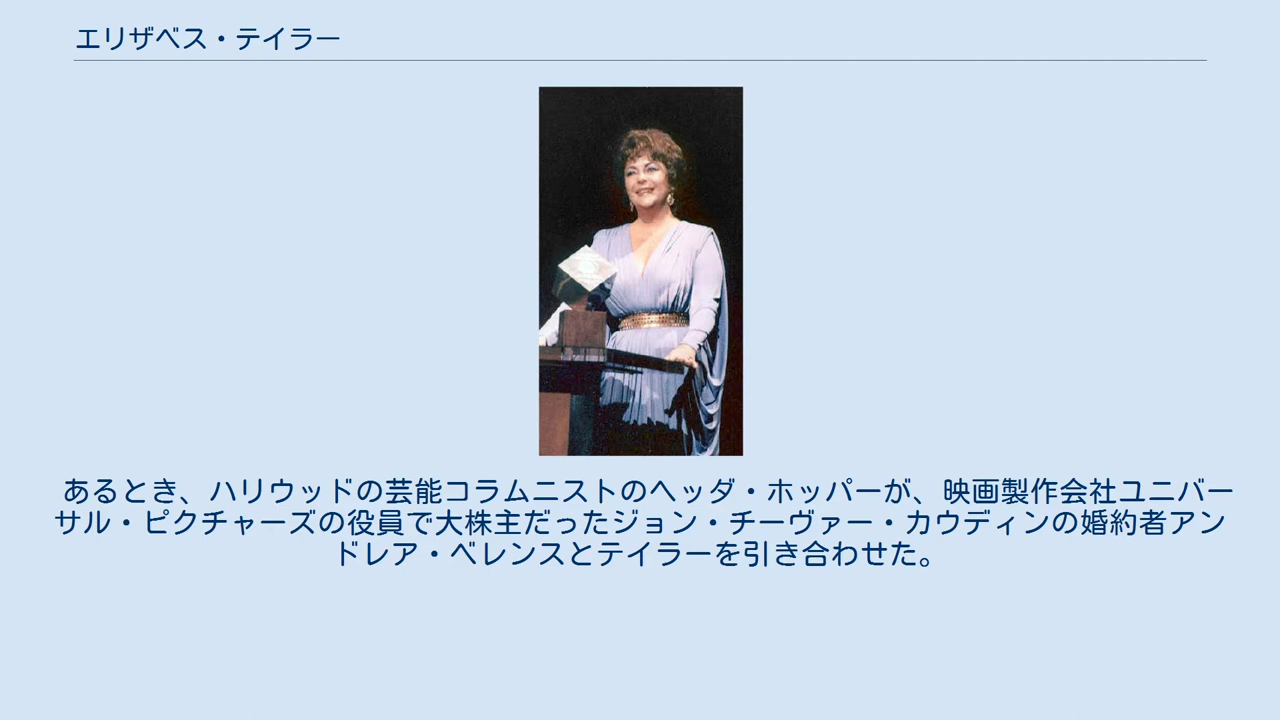 エリザベス・テイラー
あるとき、ハリウッドの芸能コラムニストのヘッダ・ホッパーが、映画製作会社ユニバー
サル・ピクチャーズの役員で大株主だったジョン・チーヴァー・カウディンの婚約者アン
ドレア・ベレンスとテイラーを引き合わせた。